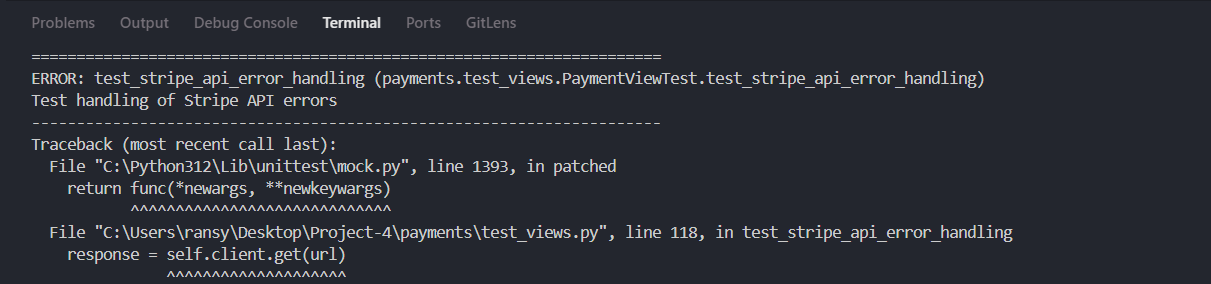 Problems Output Debug Console Terminal Ports GitLens
======================================================================
ERROR: test_stripe_api_error_handling (payments.test_views.PaymentViewTest.test_stripe_api_error_handling)
Test handling of Stripe API errors
----------------------------------------------------------------------
Traceback (most recent call last):
  File "C:\Python312\Lib\unittest\mock.py", line 1393, in patched
    return func(*newargs, **newkeywargs)
           ^^^^^^^^^^^^^^^^^^^^^^^^^^^^^
  File "C:\Users\ransy\Desktop\Project-4\payments\test_views.py", line 118, in test_stripe_api_error_handling
    response = self.client.get(url)
               ^^^^^^^^^^^^^^^^^^^^